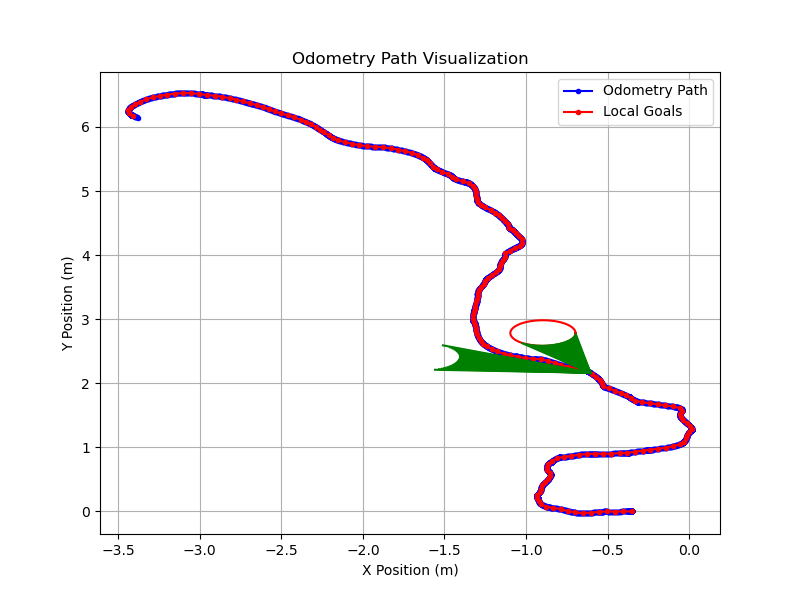 Odometry Path Visualization
Odometry Path
Local Goals
Y Position (m)
6
5
4
3
2
1
0
−3.5 −3.0 −2.5 −2.0 −1.5 −1.0 −0.5 0.0
X Position (m)